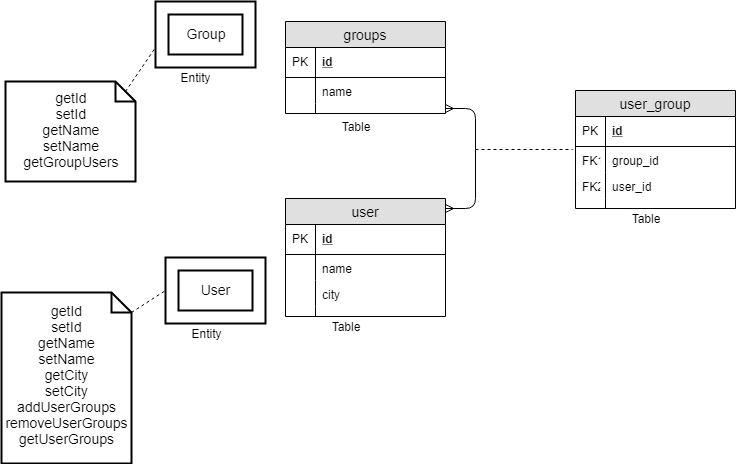 Group
Entity
getId
setId
getName
setName
getGroupUsers
groups
PK id
name
Table
user_group
PK id
FK1 group_id
FK2 user_id
Table
user
PK id
name
city
Table
User
Entity
getId
setId
getName
setName
getCity
setCity
addUserGroups
removeUserGroups
getUserGroups